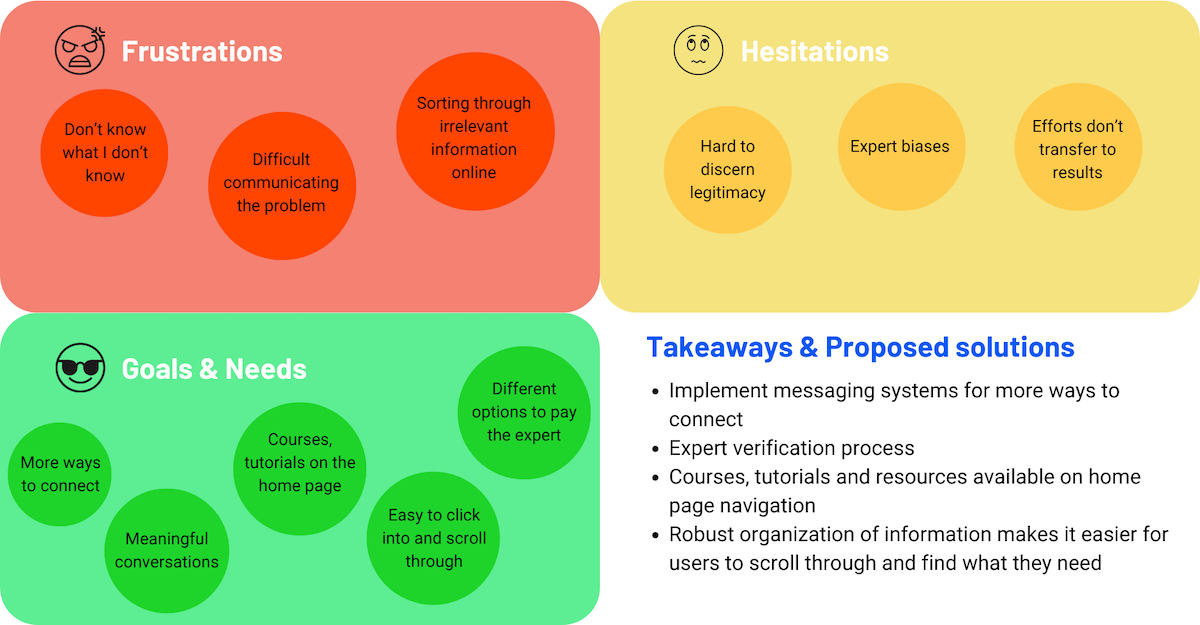 Frustrations
Don’t know
what I don’t
know
Difficult
communicating
the problem
Sorting through
irrelevant
information
online
Hesitations
Hard to
discern
legitimacy
Expert biases
Efforts don’t
transfer to
results
Goals & Needs
More ways
to connect
Meaningful
conversations
Courses,
tutorials on the
home page
Easy to click
into and scroll
through
Different
options to pay
the expert
Takeaways & Proposed solutions
• Implement messaging systems for more ways to
connect
• Expert verification process
• Courses, tutorials and resources available on home
page navigation
• Robust organization of information makes it easier for
users to scroll through and find what they need